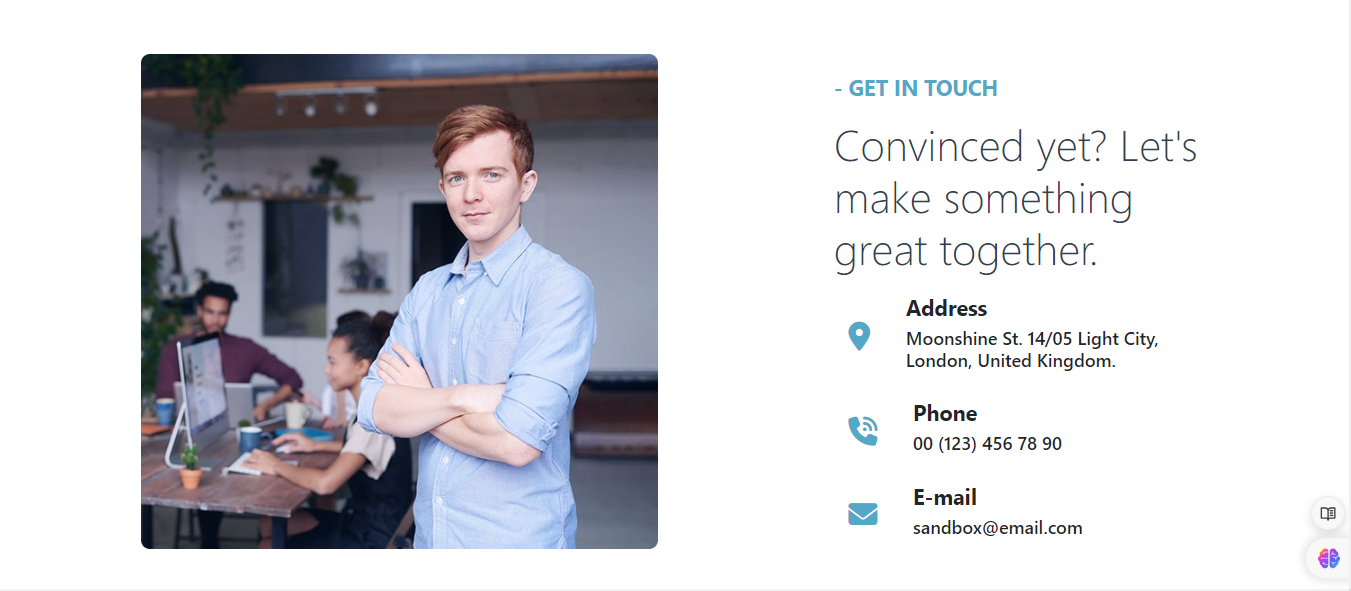 - GET IN TOUCH
Convinced yet? Let's
make something
great together.
Address
Moonshine St. 14/05 Light City,
London, United Kingdom.
Phone
00 (123) 456 78 90
E-mail
sandbox@email.com